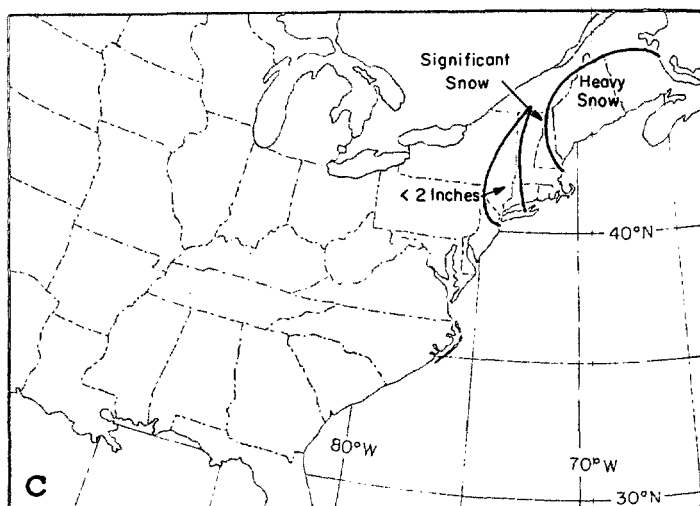 Significant
Snow
Heavy
Snow
< 2 Inches
40°N
80°W
70°W
30°N
C